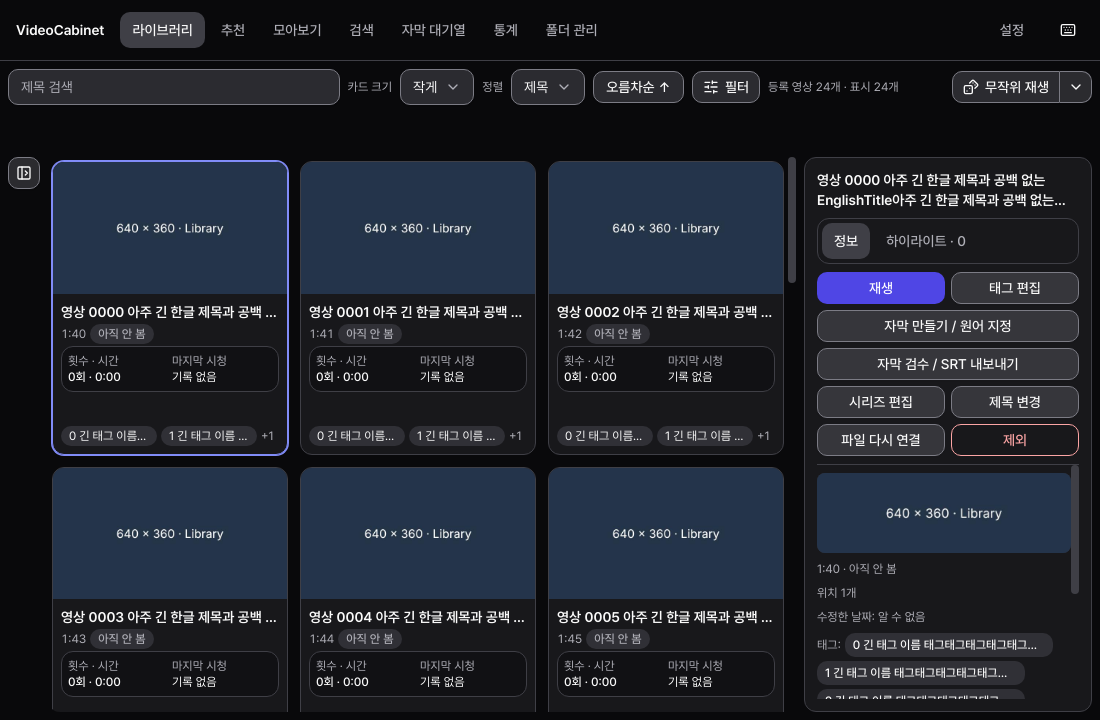 VideoCabinet 라이브러리 추천 모아보기 검색 자막 대기열 통계 폴더 관리 설정
제목 검색 카드 크기 작게 정렬 제목 오름차순 ↑ 필터 등록 영상 24개 · 표시 24개 무작위 재생
640 × 360 · Library
영상 0000 아주 긴 한글 제목과 공백 ...
1:40 아직 안 봄
횟수 · 시간 마지막 시청
0회 · 0:00 기록 없음
0 긴 태그 이름... 1 긴 태그 이름 ... +1
640 × 360 · Library
영상 0001 아주 긴 한글 제목과 공백 ...
1:41 아직 안 봄
횟수 · 시간 마지막 시청
0회 · 0:00 기록 없음
0 긴 태그 이름... 1 긴 태그 이름 ... +1
640 × 360 · Library
영상 0002 아주 긴 한글 제목과 공백 ...
1:42 아직 안 봄
횟수 · 시간 마지막 시청
0회 · 0:00 기록 없음
0 긴 태그 이름... 1 긴 태그 이름 ... +1
640 × 360 · Library
영상 0003 아주 긴 한글 제목과 공백 ...
1:43 아직 안 봄
횟수 · 시간 마지막 시청
0회 · 0:00 기록 없음
640 × 360 · Library
영상 0004 아주 긴 한글 제목과 공백 ...
1:44 아직 안 봄
횟수 · 시간 마지막 시청
0회 · 0:00 기록 없음
640 × 360 · Library
영상 0005 아주 긴 한글 제목과 공백 ...
1:45 아직 안 봄
횟수 · 시간 마지막 시청
0회 · 0:00 기록 없음
영상 0000 아주 긴 한글 제목과 공백 없는
EnglishTitle아주 긴 한글 제목과 공백 없는...
정보 하이라이트 · 0
재생 태그 편집
자막 만들기 / 원어 지정
자막 검수 / SRT 내보내기
시리즈 편집 제목 변경
파일 다시 연결 제외
640 × 360 · Library
1:40 · 아직 안 봄
위치 1개
수정한 날짜: 알 수 없음
태그: 0 긴 태그 이름 태그태그태그태그태그...
1 긴 태그 이름 태그태그태그태그태그...